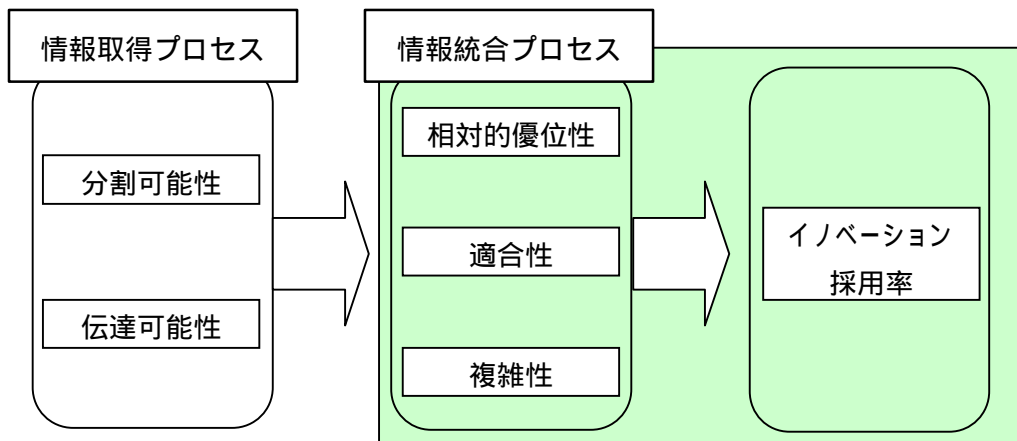 情報取得プロセス
分割可能性
伝達可能性
情報統合プロセス
相対的優位性
適合性
複雑性
イノベーション
採用率